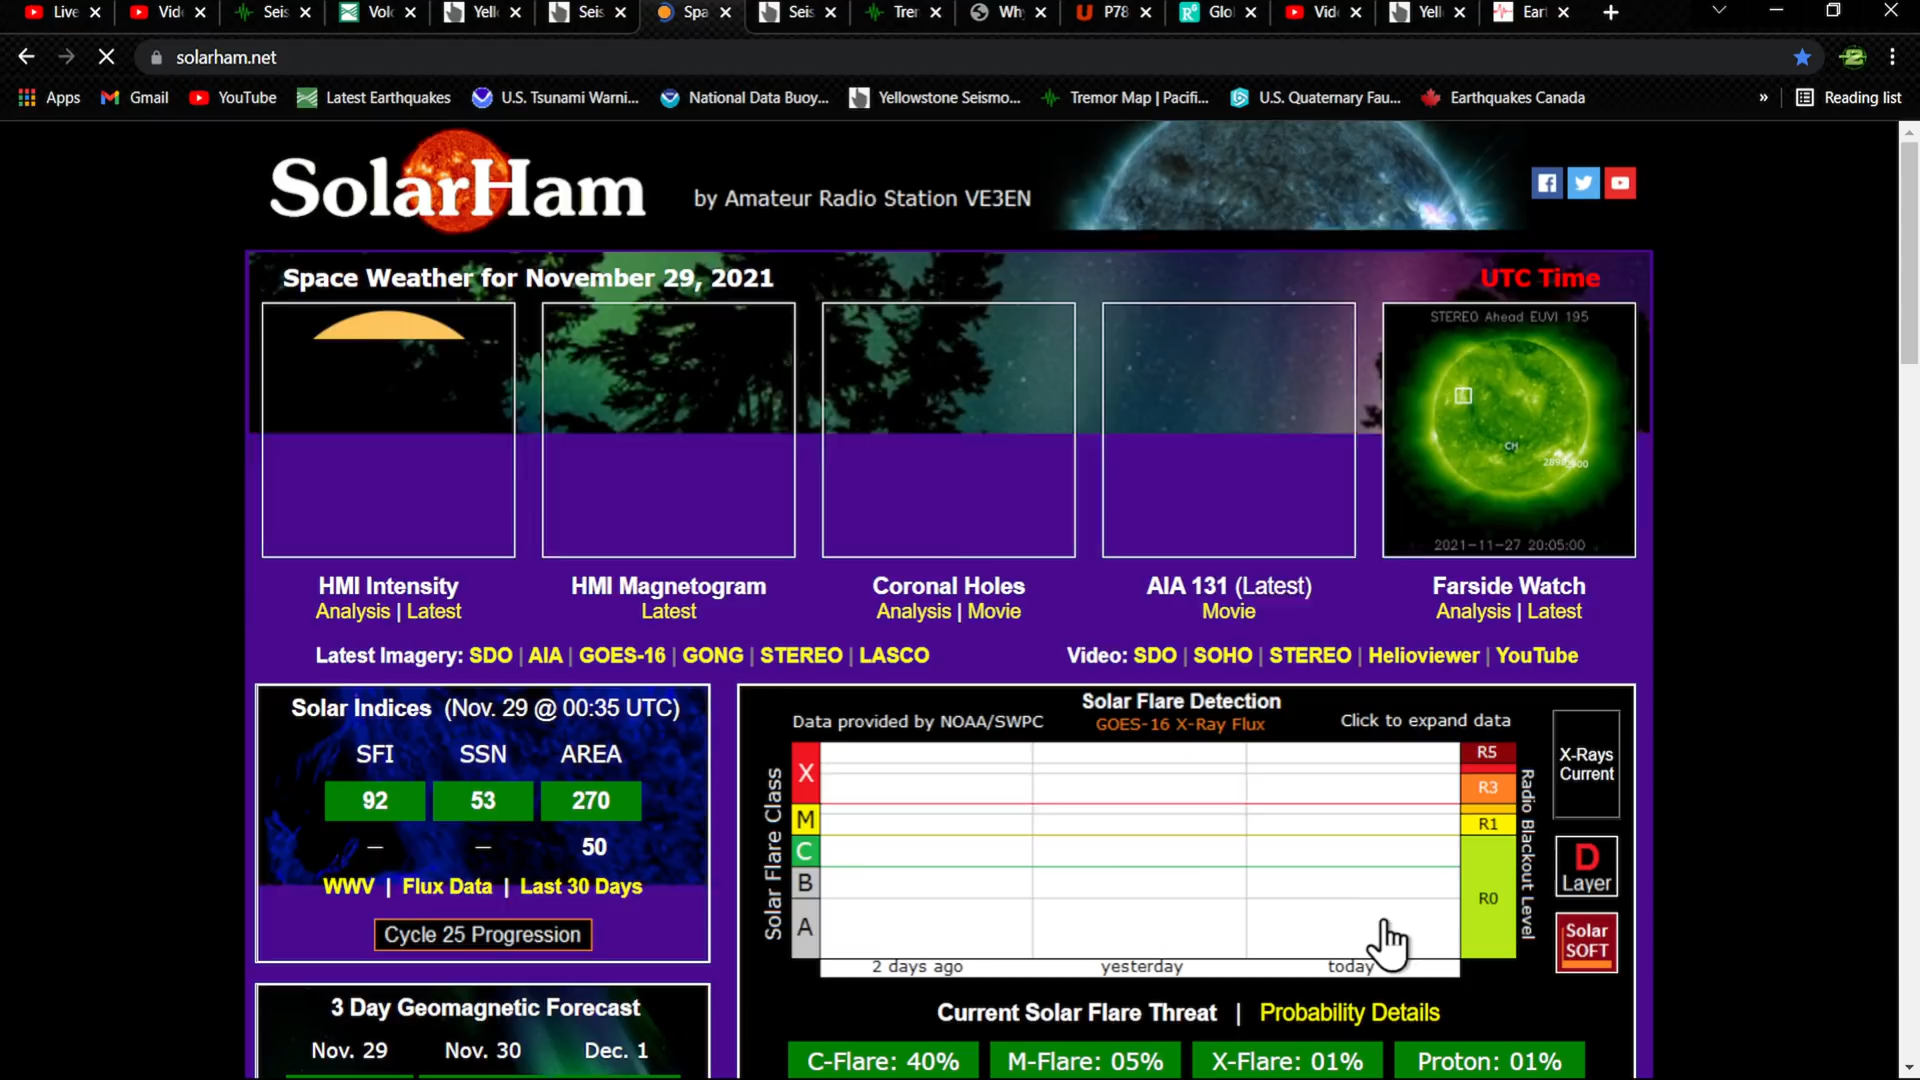 Live
Vid
Seis
Volc
Yell
Seis
Spa
Seis
Trer
Wh
P78
Glo
Vid
Yell
Eart
solarham.net
Apps
Gmail
YouTube
Latest Earthquakes
U.S. Tsunami Warni...
National Data Buoy...
Yellowstone Seismo...
Tremor Map | Pacifi...
U.S. Quaternary Fau...
Earthquakes Canada
»
Reading list
SolarHam
by Amateur Radio Station VE3EN
Space Weather for November 29, 2021
UTC Time
STEREO Ahead EUVI 195
CH
2021-11-27 20:05:00
HMI Intensity
Analysis | Latest
HMI Magnetogram
Latest
Coronal Holes
Analysis | Movie
AIA 131 (Latest)
Movie
Farside Watch
Analysis | Latest
Latest Imagery: SDO | AIA | GOES-16 | GONG | STEREO | LASCO
Video: SDO | SOHO | STEREO | Helioviewer | YouTube
Solar Indices (Nov. 29 @ 00:35 UTC)
SFI SSN AREA
92 53 270
– – 50
WWV | Flux Data | Last 30 Days
Cycle 25 Progression
3 Day Geomagnetic Forecast
Nov. 29 Nov. 30 Dec. 1
Solar Flare Detection
Data provided by NOAA/SWPC
GOES-16 X-Ray Flux
Click to expand data
Solar Flare Class
X
M
C
B
A
R5
R3
R1
R0
Radio Blackout Level
2 days ago yesterday today
X-Rays
Current
D
Layer
Solar
SOFT
Current Solar Flare Threat | Probability Details
C-Flare: 40% M-Flare: 05% X-Flare: 01% Proton: 01%